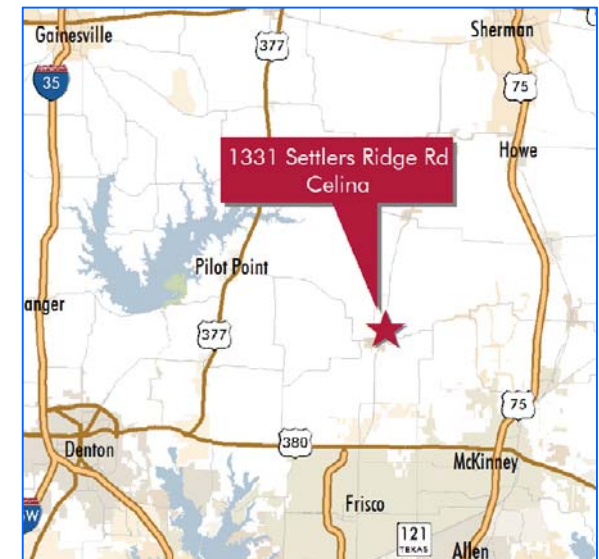 Gainesville
Sherman
377
35
75
1331 Settlers Ridge Rd
Celina
Howe
Pilot Point
anger
377
75
380
Denton
McKinney
W
Frisco
121
TEXAS
Allen